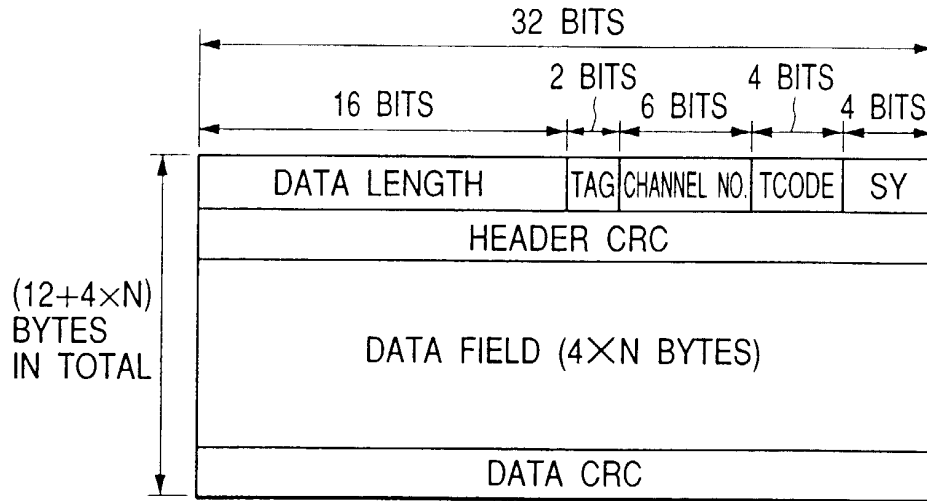 32 BITS
2 BITS 4 BITS
16 BITS 6 BITS 4 BITS
DATA LENGTH TAG CHANNEL NO. TCODE SY
HEADER CRC
(12+4×N)
BYTES
IN TOTAL
DATA FIELD (4×N BYTES)
DATA CRC